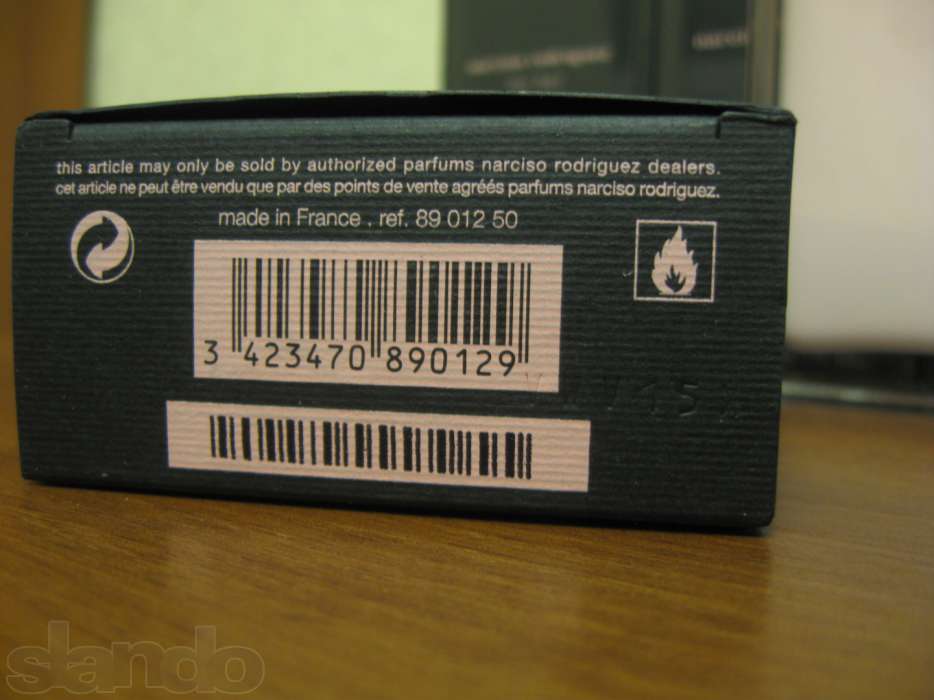 this article may only be sold by authorized parfums narciso rodriguez dealers.
cet article ne peut être vendu que par des points de vente agréés parfums narciso rodriguez.
made in France . ref. 89 012 50
3 423470 890129
slando